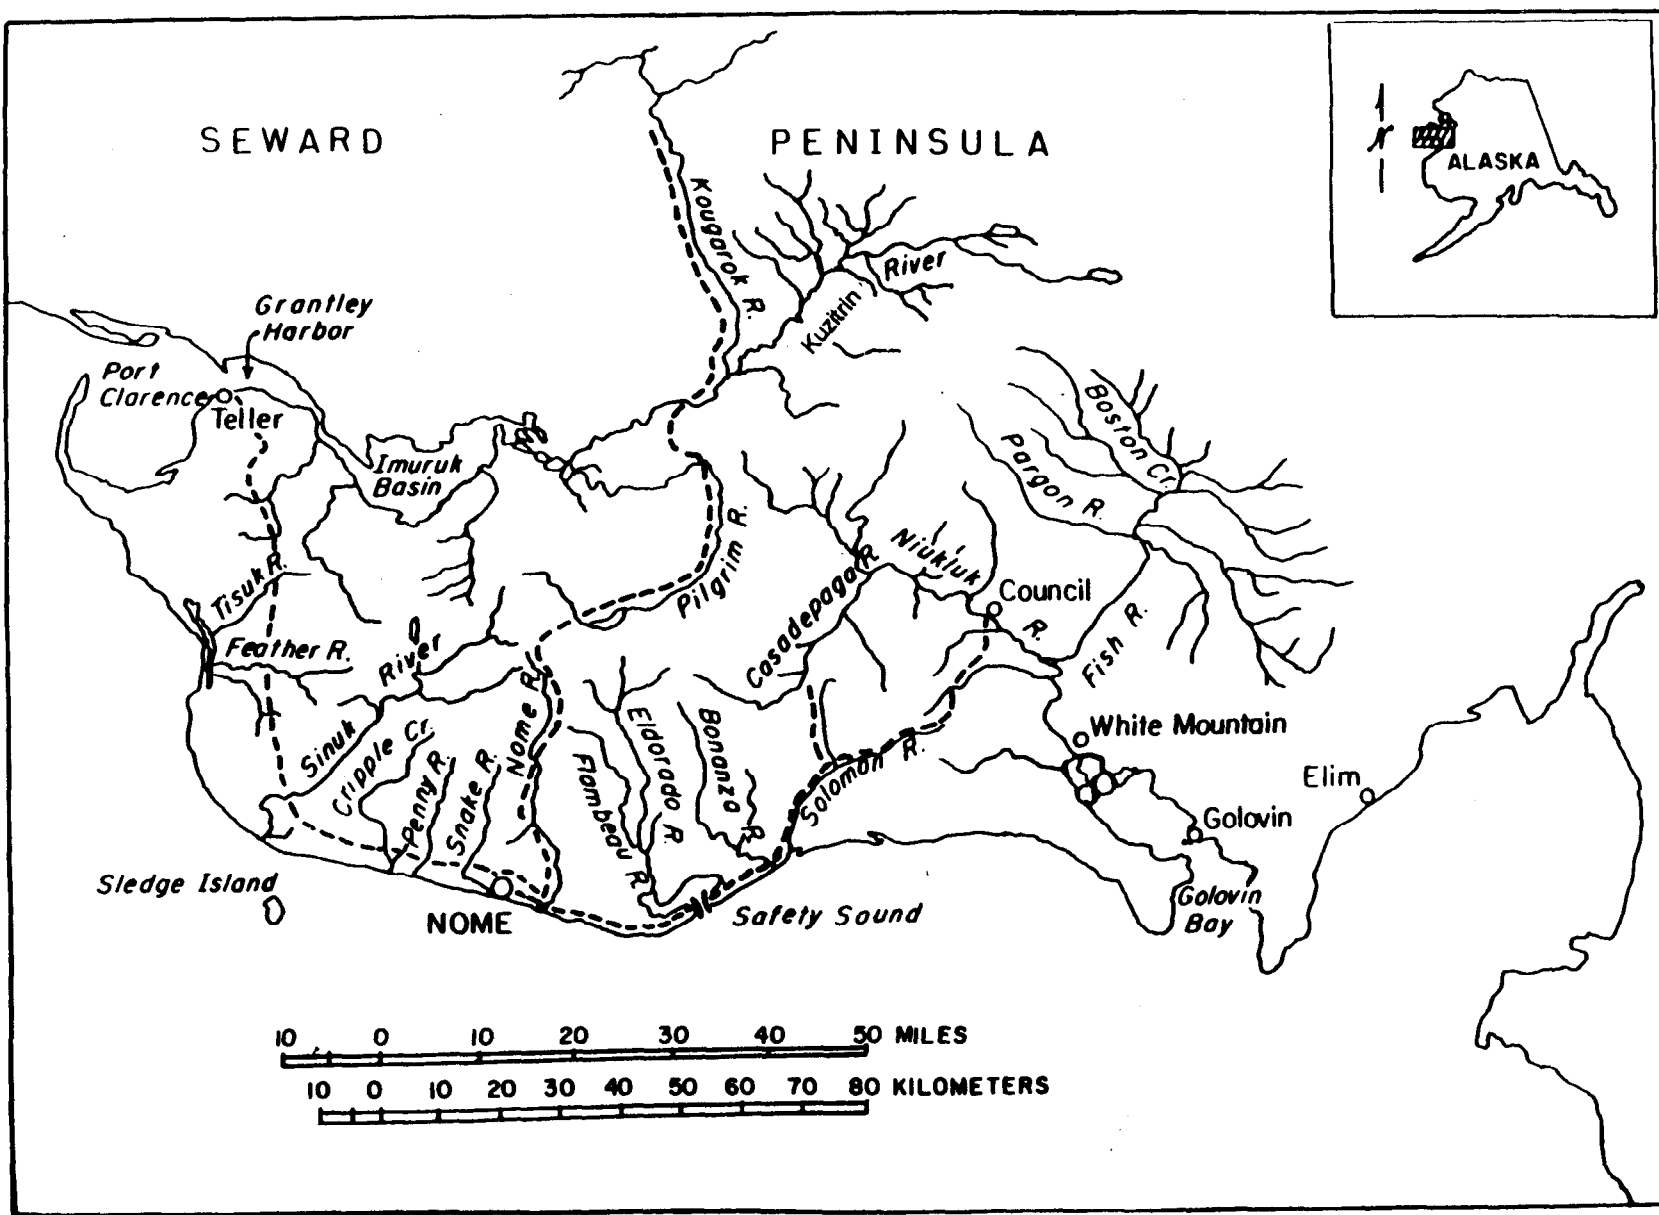 SEWARD PENINSULA
N
ALASKA
Kougarok R.
Kuzitrin River
Grantley
Harbor
Port
Clarence
Teller
Imuruk
Basin
Boston Cr.
Pargon R.
Pilgrim R.
Niukluk R.
Casadepaga R.
Council
Tisuk R.
Fish R.
Feather R.
Sinuk River
Cripple Cr.
Penny R.
Snake R.
Nome R.
Flambeau R.
Eldorado R.
Bonanza R.
Solomon R.
White Mountain
Elim
Golovin
Sledge Island
NOME
Safety Sound
Golovin
Bay
10 0 10 20 30 40 50 MILES
10 0 10 20 30 40 50 60 70 80 KILOMETERS